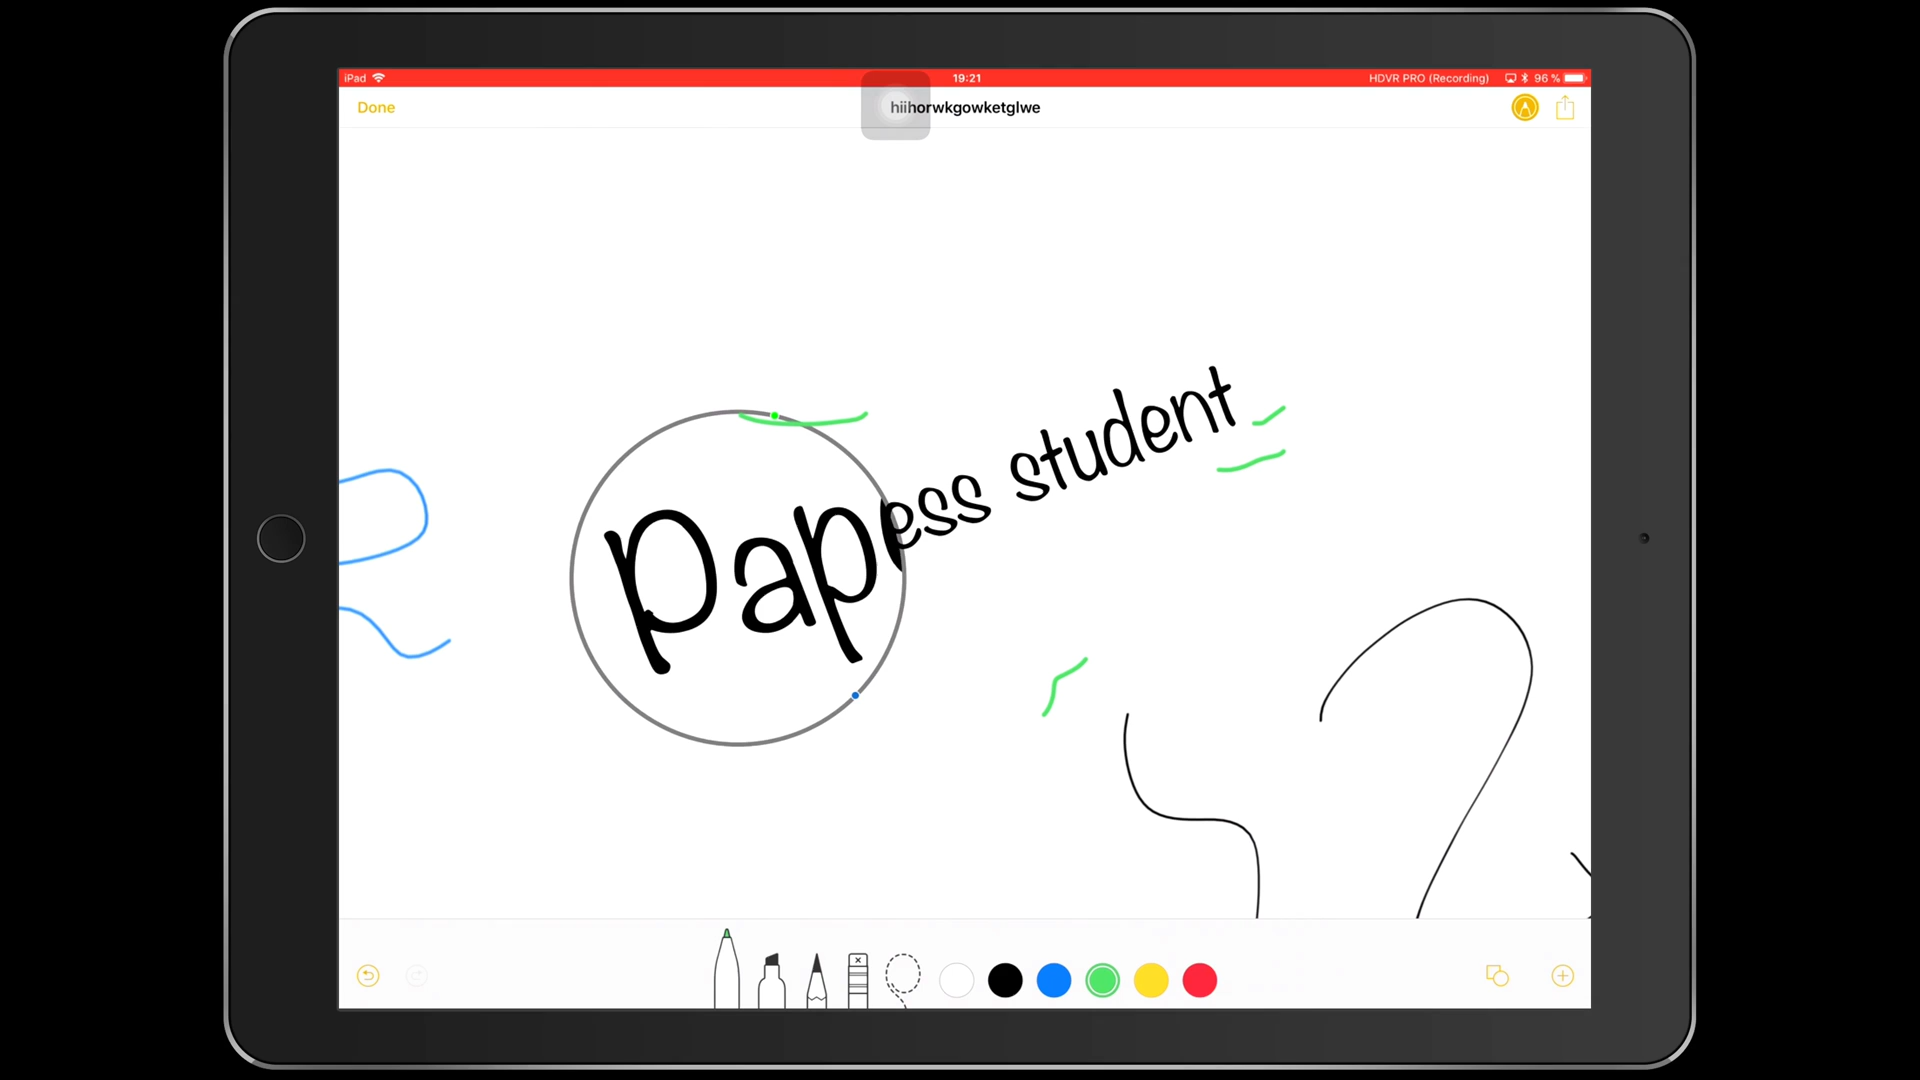 iPad 19:21 HDVR PRO (Recording) 96 %
Done hiihorwkgowketglwe
Papess student